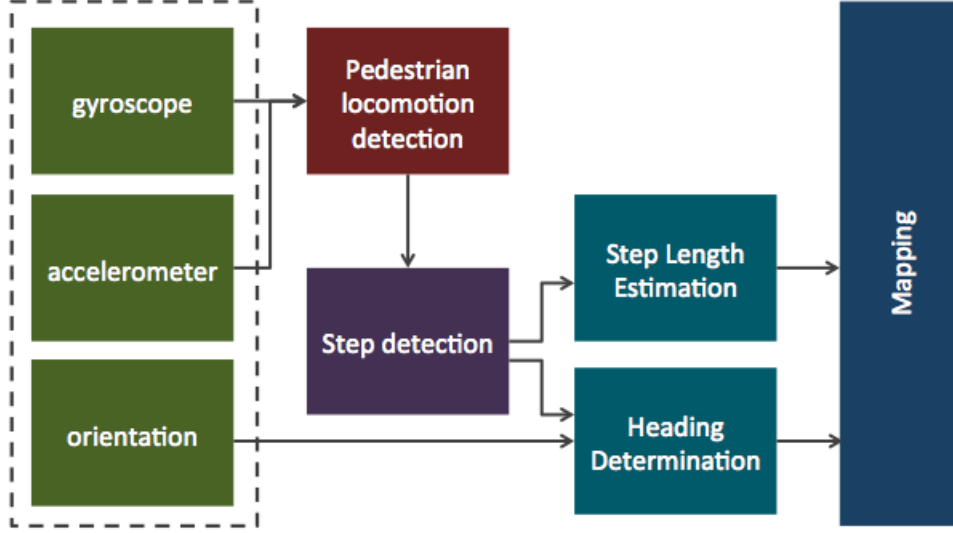 gyroscope
accelerometer
orientation
Pedestrian
locomotion
detection
Step detection
Step Length
Estimation
Heading
Determination
Mapping